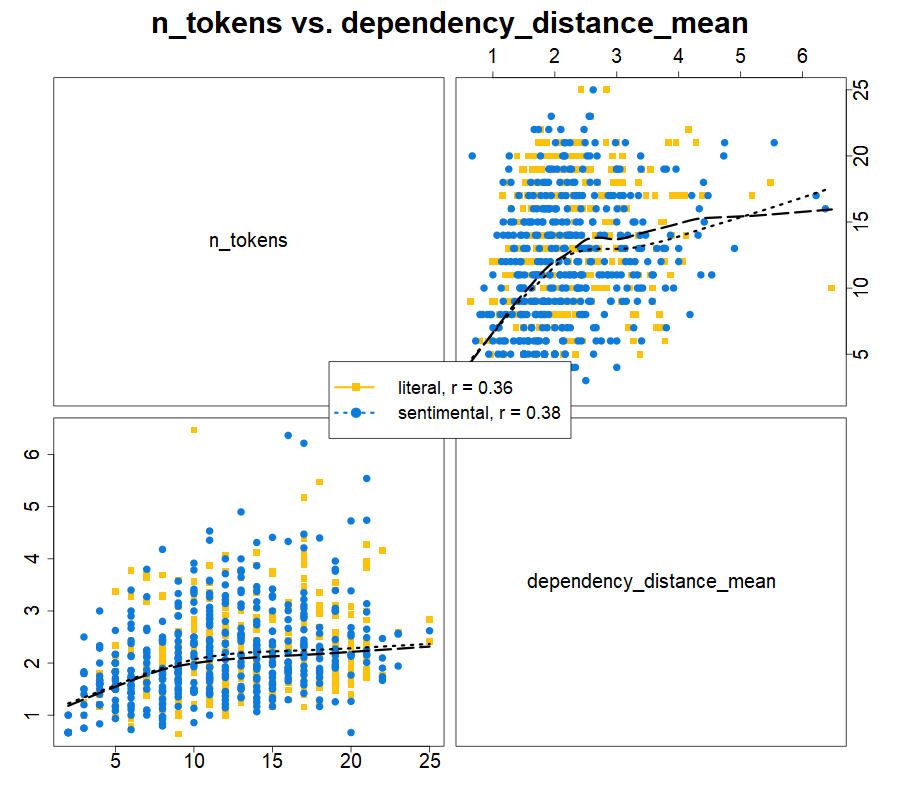 n_tokens vs. dependency_distance_mean
1 2 3 4 5 6
n_tokens
25
20
15
10
5
literal, r = 0.36
sentimental, r = 0.38
6
5
4
3
2
1
dependency_distance_mean
5 10 15 20 25